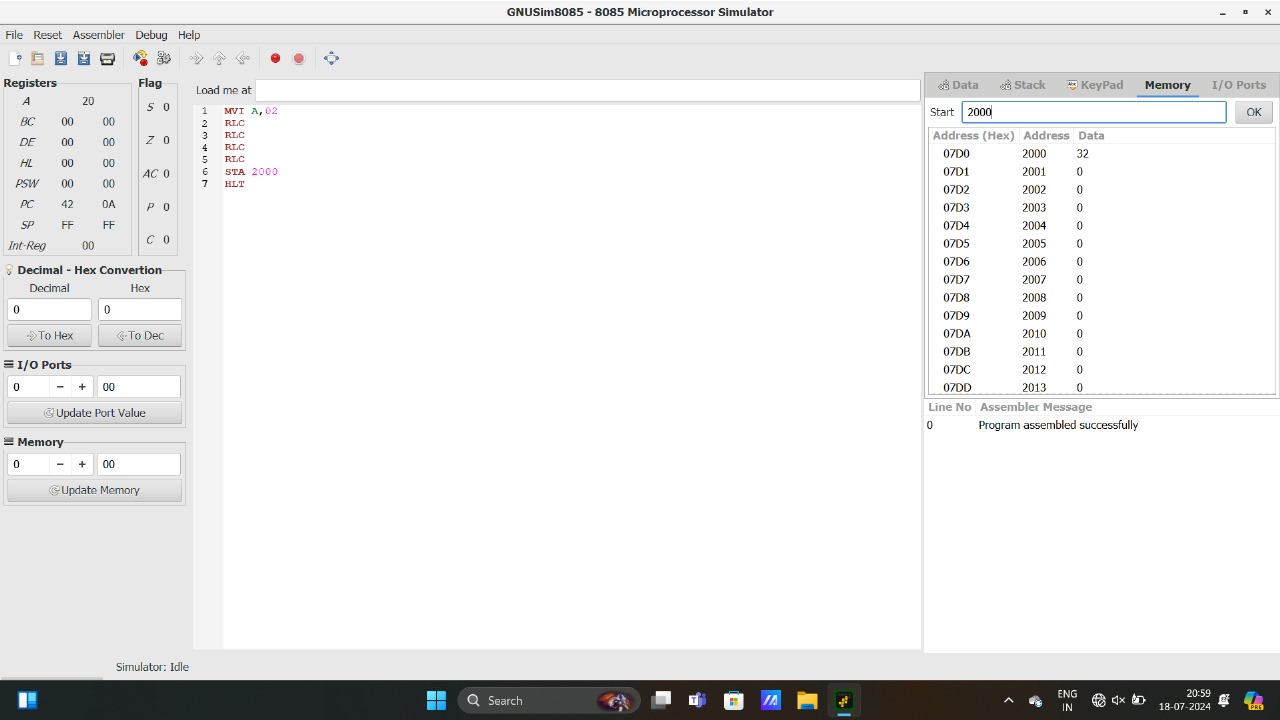 GNUSim8085 - 8085 Microprocessor Simulator
File Reset Assembler Debug Help
Registers
A 20
BC 00 00
DE 00 00
HL 00 00
PSW 00 00
PC 42 0A
SP FF FF
Int-Reg 00
Flag
S 0
Z 0
AC 0
P 0
C 0
Decimal - Hex Convertion
Decimal Hex
0 0
To Hex To Dec
I/O Ports
0 − + 00
Update Port Value
Memory
0 − + 00
Update Memory
Load me at
1 MVI A,02
2 RLC
3 RLC
4 RLC
5 RLC
6 STA 2000
7 HLT
Data Stack KeyPad Memory I/O Ports
Start 2000 OK
Address (Hex) Address Data
07D0 2000 32
07D1 2001 0
07D2 2002 0
07D3 2003 0
07D4 2004 0
07D5 2005 0
07D6 2006 0
07D7 2007 0
07D8 2008 0
07D9 2009 0
07DA 2010 0
07DB 2011 0
07DC 2012 0
07DD 2013 0
Line No Assembler Message
0 Program assembled successfully
Simulator: Idle
Search
ENG
IN
20:59
18-07-2024
PRE